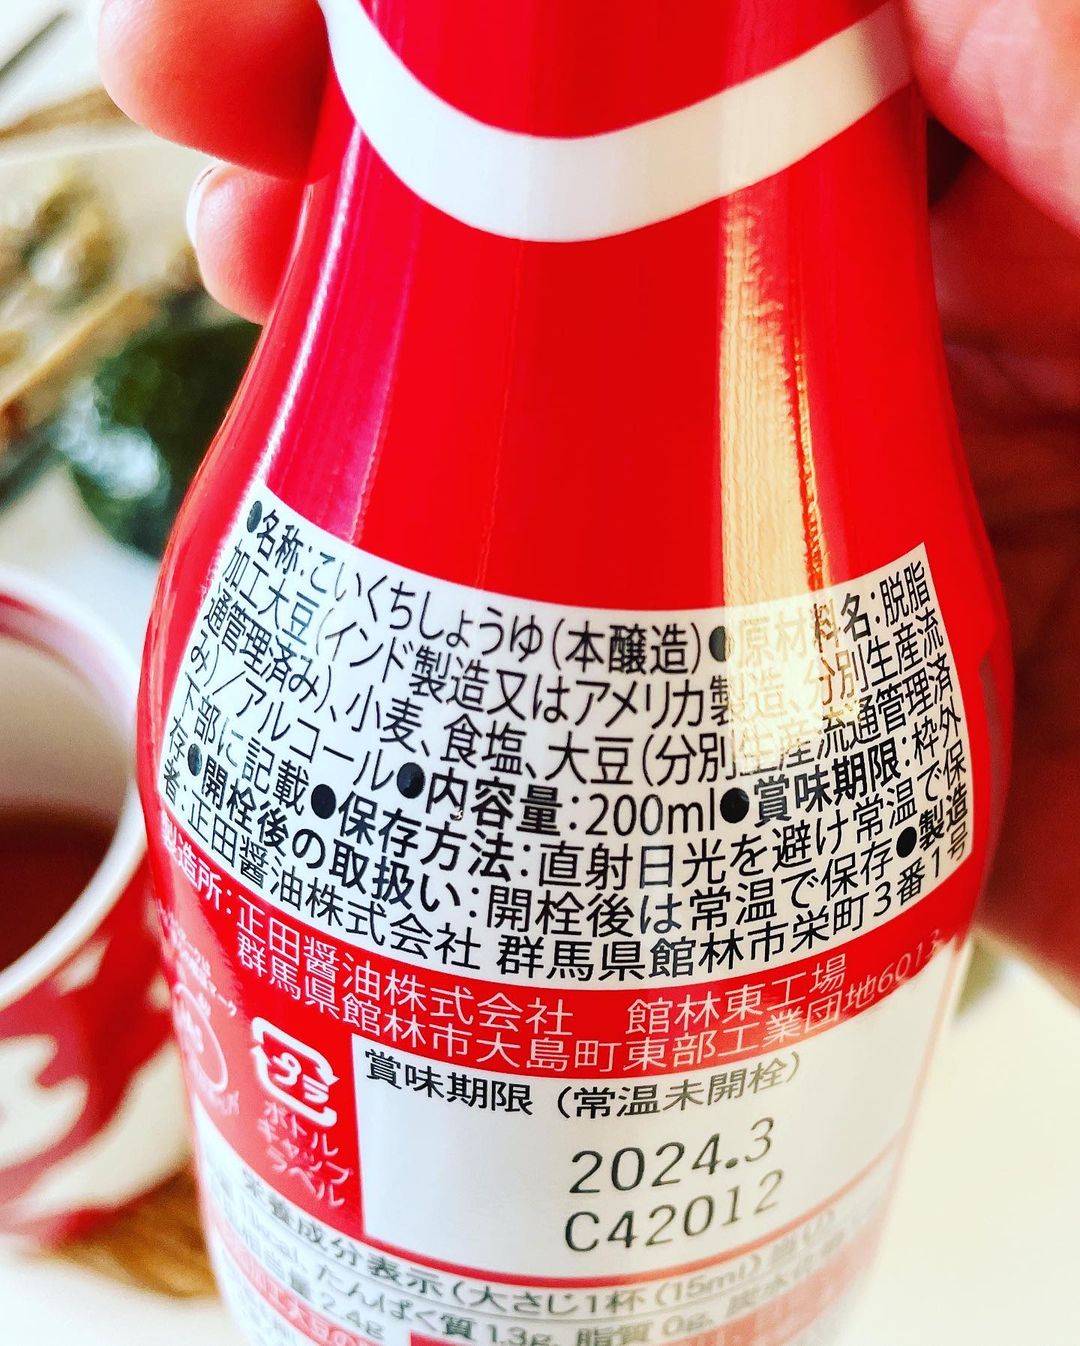 ●名称:こいくちしょうゆ(本醸造)●原材料名:脱脂
加工大豆(インド製造又はアメリカ製造、分別生産流
通管理済み)、小麦、食塩、大豆(分別生産流通管理済
み)/アルコール●内容量:200ml●賞味期限:枠外
下部に記載●保存方法:直射日光を避け常温で保
存●開栓後の取扱い:開栓後は常温で保存●製造
者:正田醤油株式会社 群馬県館林市栄町3番1号
製造所:正田醤油株式会社 館林東工場
群馬県館林市大島町東部工業団地6013
プラ
ボトル
キャップ
ラベル
賞味期限(常温未開栓)
2024.3
C42012
栄養成分表示(大さじ1杯(15ml)
たんぱく質1.3g、脂質0g、
相当量2.4g